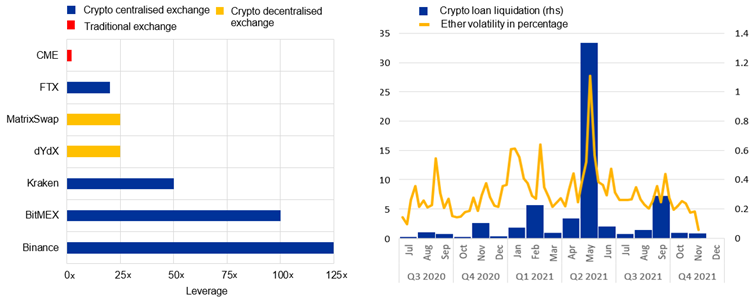 Crypto centralised exchange
Crypto decentralised exchange
Traditional exchange
CME
FTX
MatrixSwap
dYdX
Kraken
BitMEX
Binance
0x 25x 50x 75x 100x 125x
Leverage
Crypto loan liquidation (rhs)
Ether volatility in percentage
35 1.4
30 1.2
25 1
20 0.8
15 0.6
10 0.4
5 0.2
0 0
Jul Aug Sep Oct Nov Dec Jan Feb Mar Apr May Jun Jul Aug Sep Oct Nov Dec
Q3 2020 Q4 2020 Q1 2021 Q2 2021 Q3 2021 Q4 2021